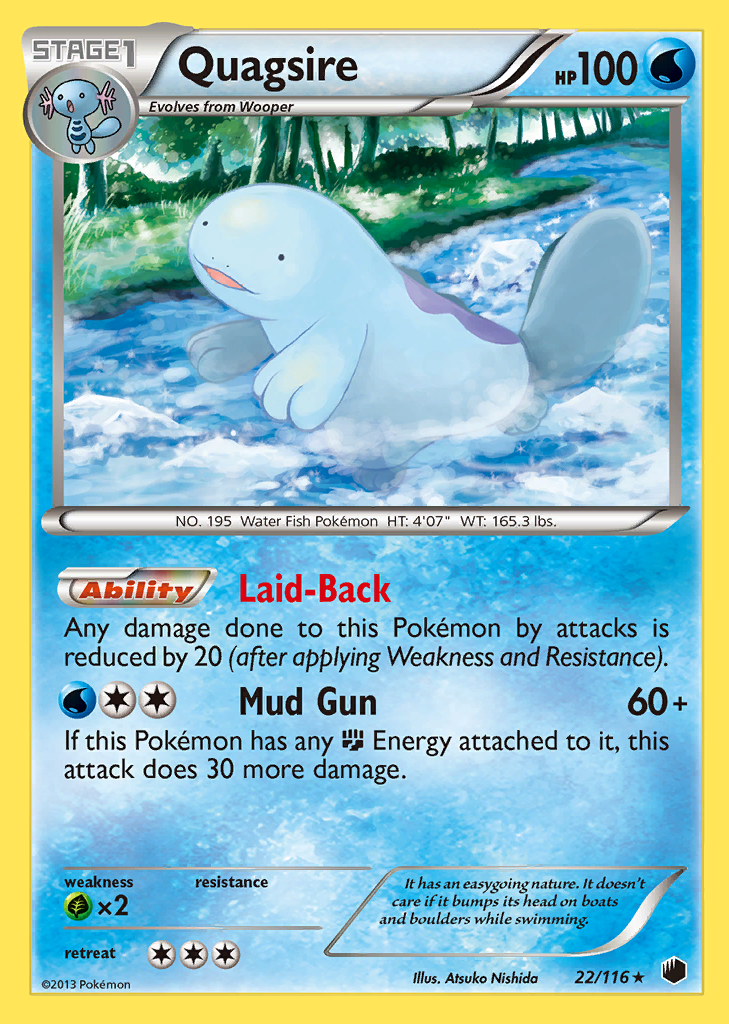 STAGE1
Quagsire
HP100
Evolves from Wooper
NO. 195 Water Fish Pokémon HT: 4'07" WT: 165.3 lbs.
Ability Laid-Back
Any damage done to this Pokémon by attacks is
reduced by 20 (after applying Weakness and Resistance).
Mud Gun 60+
If this Pokémon has any Energy attached to it, this
attack does 30 more damage.
weakness resistance
×2
It has an easygoing nature. It doesn't
care if it bumps its head on boats
and boulders while swimming.
retreat
©2013 Pokémon
Illus. Atsuko Nishida 22/116 ★